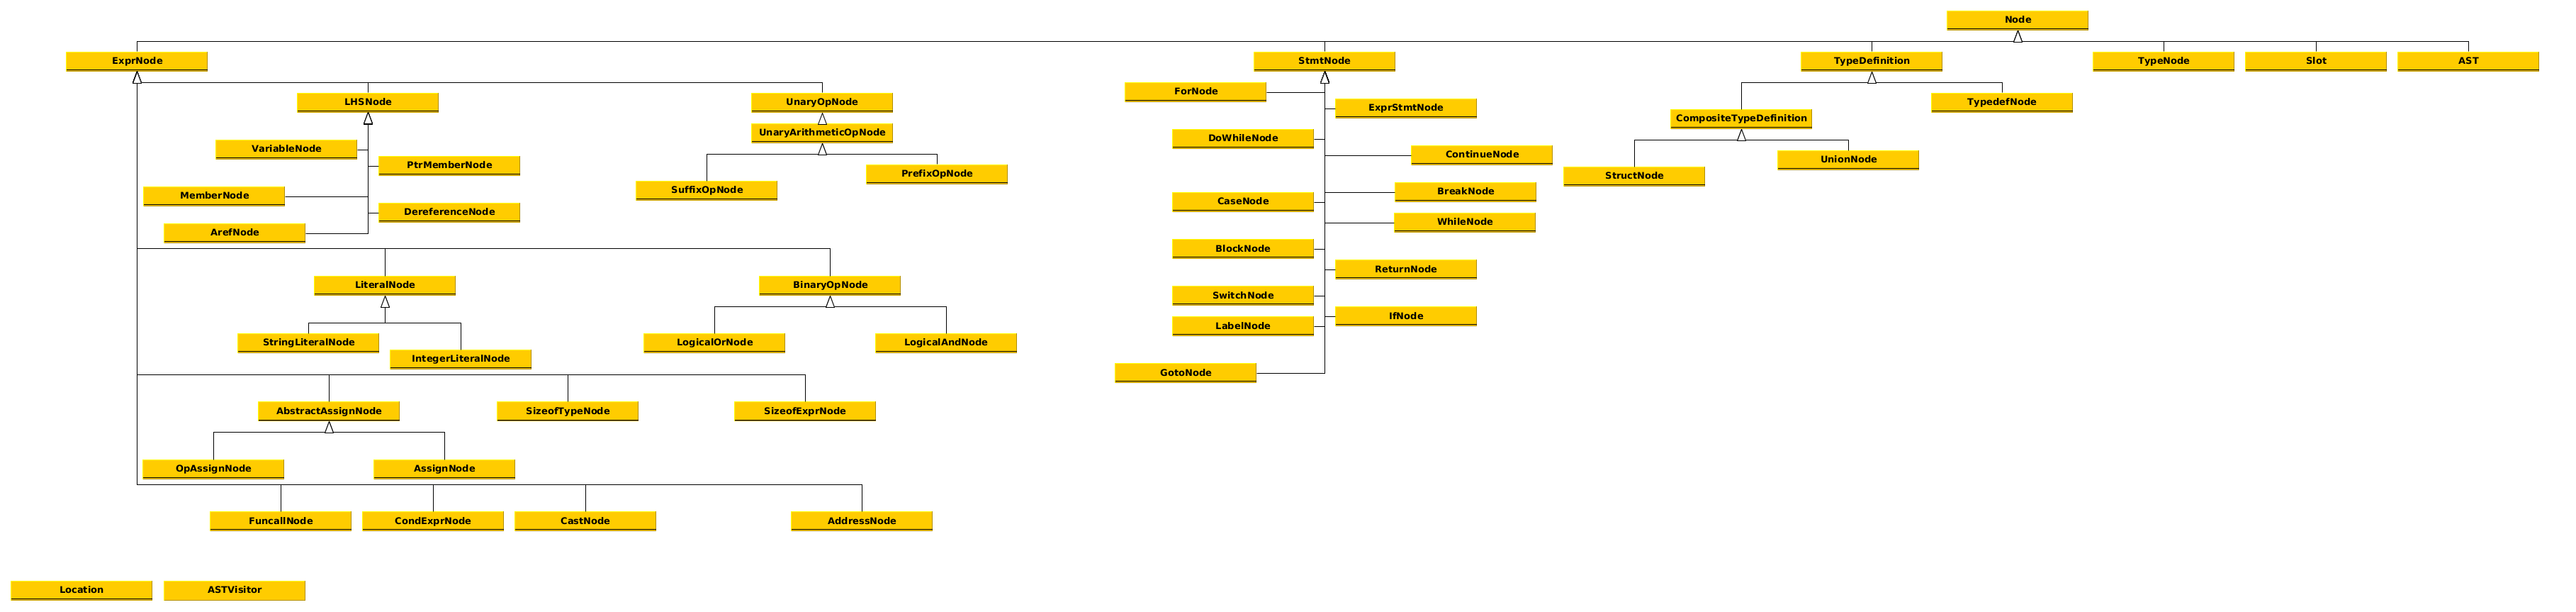 Node
ExprNode
StmtNode
TypeDefinition
TypeNode
Slot
AST
LHSNode
UnaryOpNode
ForNode
ExprStmtNode
TypedefNode
CompositeTypeDefinition
UnaryArithmeticOpNode
DoWhileNode
VariableNode
ContinueNode
UnionNode
PtrMemberNode
PrefixOpNode
StructNode
SuffixOpNode
BreakNode
MemberNode
CaseNode
DereferenceNode
WhileNode
ArefNode
BlockNode
ReturnNode
LiteralNode
BinaryOpNode
SwitchNode
IfNode
LabelNode
StringLiteralNode
LogicalOrNode
LogicalAndNode
IntegerLiteralNode
GotoNode
AbstractAssignNode
SizeofTypeNode
SizeofExprNode
OpAssignNode
AssignNode
FuncallNode
CondExprNode
CastNode
AddressNode
Location
ASTVisitor